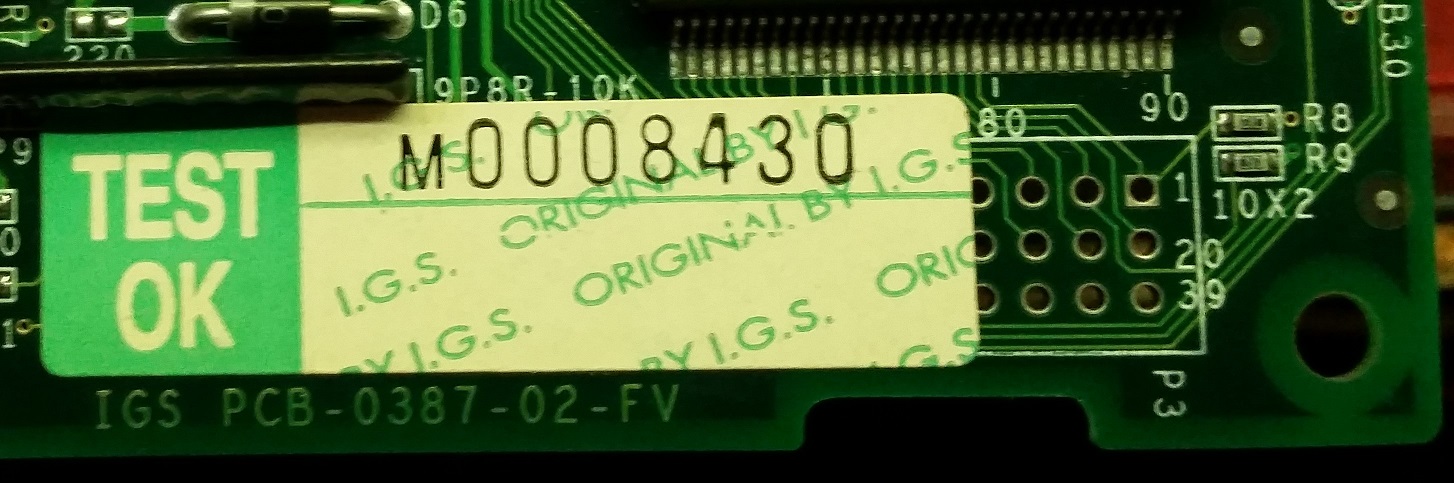 D6
220
9P8R-10K
B30
M0008430
80
90
R8
R9
10X2
TEST
OK
I.G.S. ORIGINAL BY I.G.S.
I.G.S. ORIGINAL BY I.G.S.
BY I.G.S. BY I.G.S. G.S.
1
20
39
P3
IGS PCB-0387-02-FV